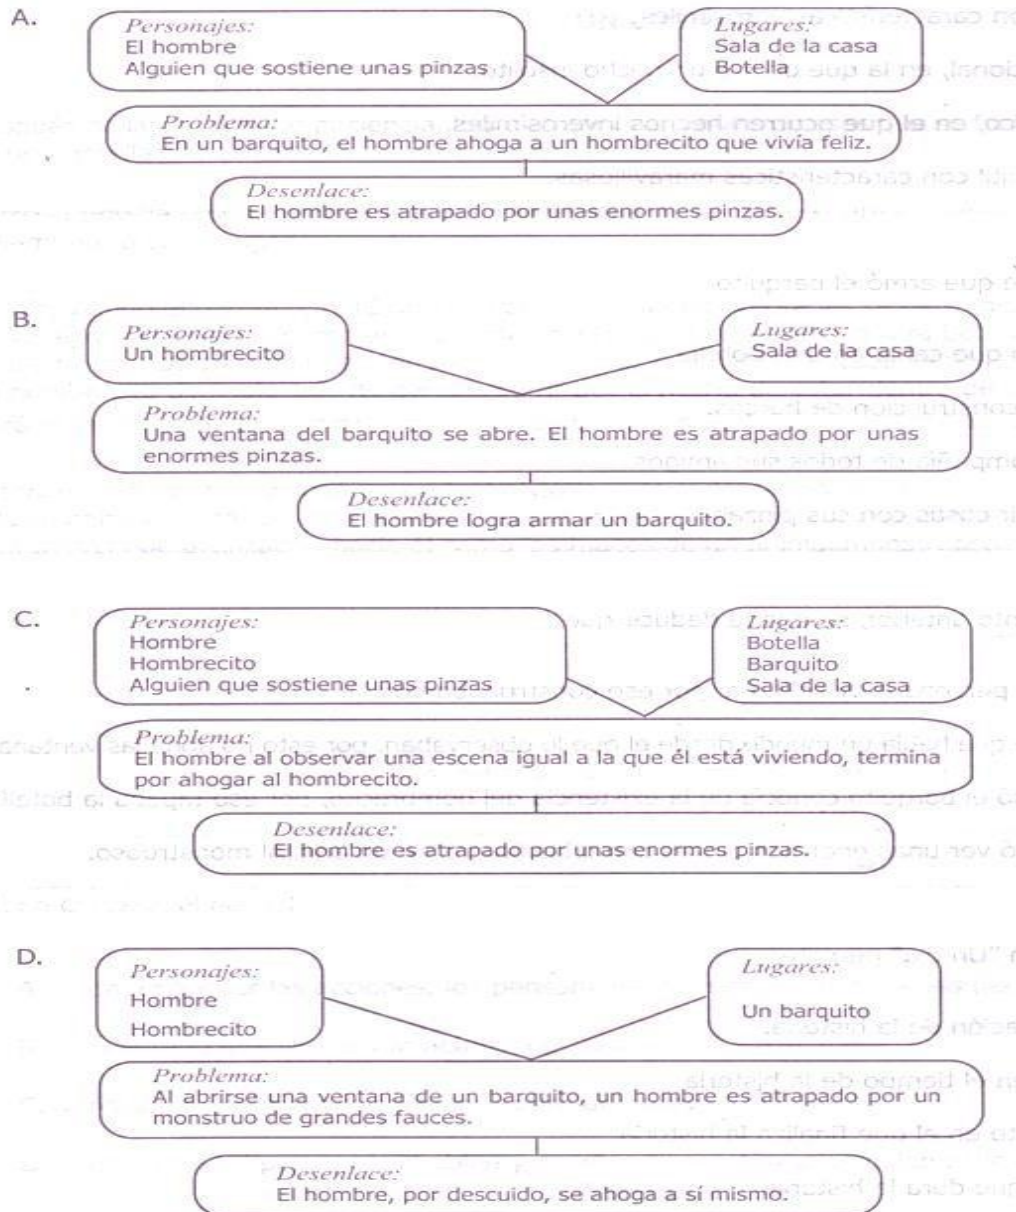 A.
Personajes:
El hombre
Alguien que sostiene unas pinzas
Lugares:
Sala de la casa
Botella
Problema:
En un barquito, el hombre ahoga a un hombrecito que vivía feliz.
Desenlace:
El hombre es atrapado por unas enormes pinzas.
B.
Personajes:
Un hombrecito
Lugares:
Sala de la casa
Problema:
Una ventana del barquito se abre. El hombre es atrapado por unas
enormes pinzas.
Desenlace:
El hombre logra armar un barquito.
C.
Personajes:
Hombre
Hombrecito
Alguien que sostiene unas pinzas
Lugares:
Botella
Barquito
Sala de la casa
Problema:
El hombre al observar una escena igual a la que él está viviendo, termina
por ahogar al hombrecito.
Desenlace:
El hombre es atrapado por unas enormes pinzas.
D.
Personajes:
Hombre
Hombrecito
Lugares:
Un barquito
Problema:
Al abrirse una ventana de un barquito, un hombre es atrapado por un
monstruo de grandes fauces.
Desenlace:
El hombre, por descuido, se ahoga a sí mismo.